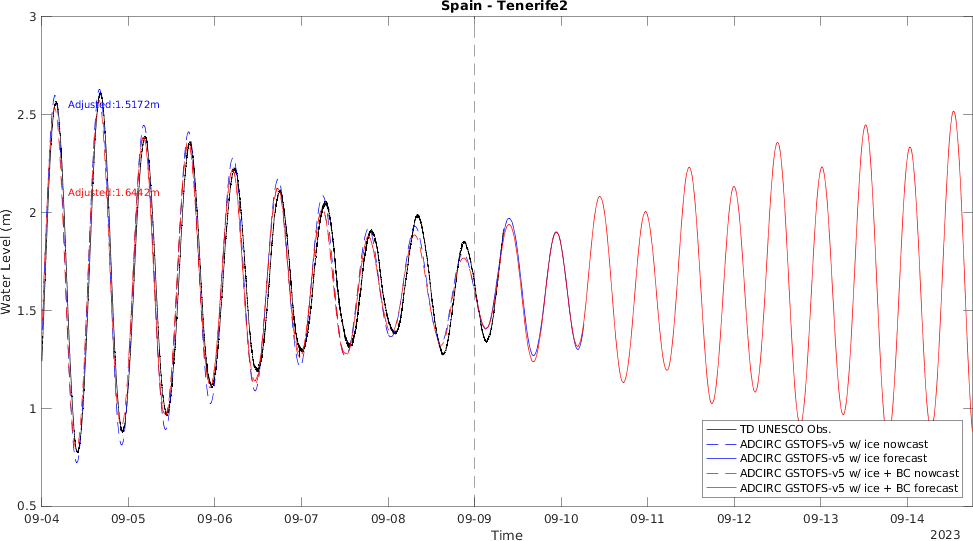 Spain - Tenerife2
3
2.5
2
1.5
1
0.5
Water Level (m)
Adjusted:1.5172m
Adjusted:1.6442m
TD UNESCO Obs.
ADCIRC GSTOFS-v5 w/ ice nowcast
ADCIRC GSTOFS-v5 w/ ice forecast
ADCIRC GSTOFS-v5 w/ ice + BC nowcast
ADCIRC GSTOFS-v5 w/ ice + BC forecast
09-04 09-05 09-06 09-07 09-08 09-09 09-10 09-11 09-12 09-13 09-14
Time
2023